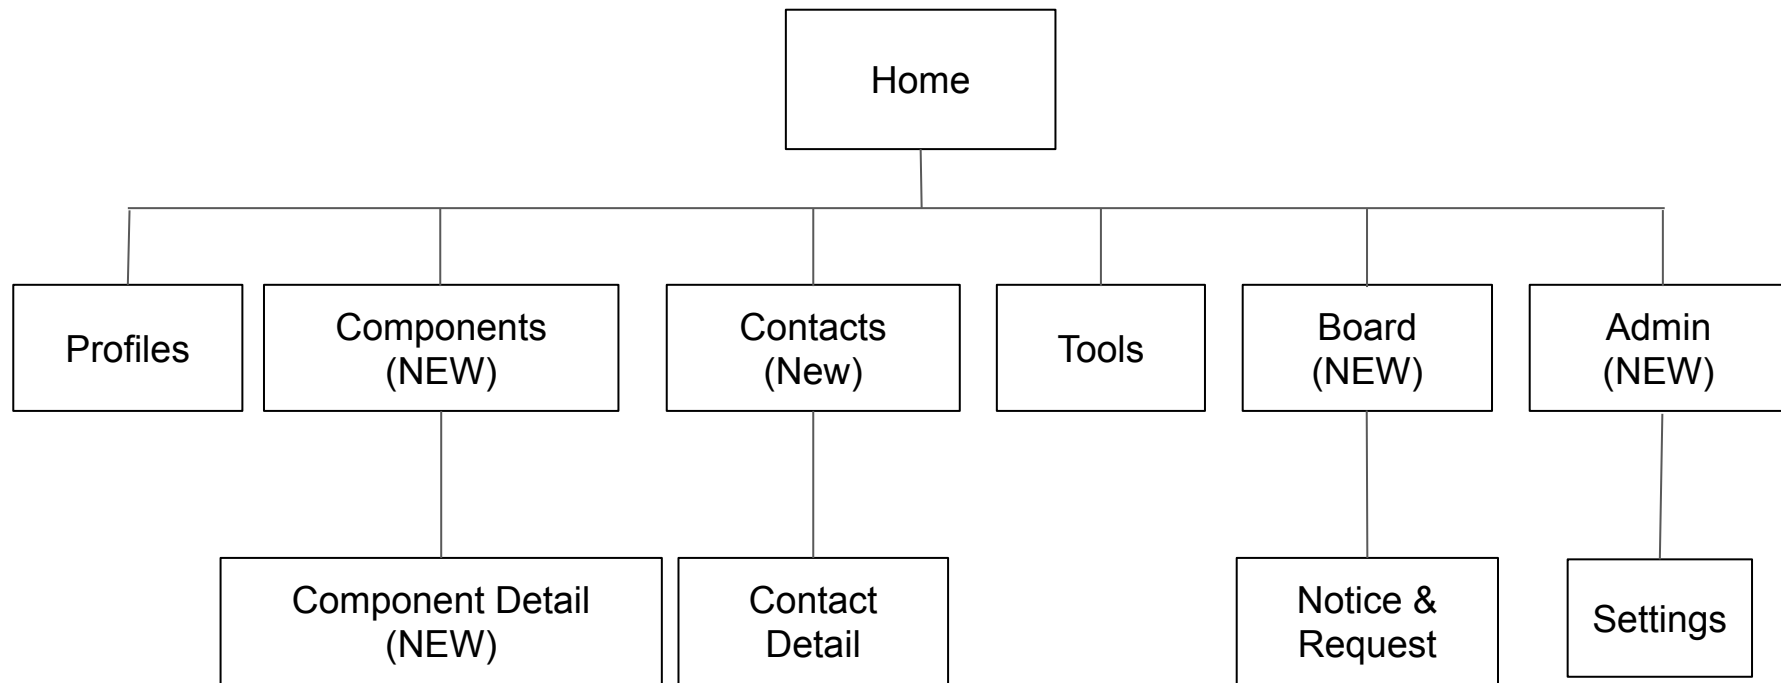 Home
Profiles
Components
(NEW)
Contacts
(New)
Tools
Board
(NEW)
Admin
(NEW)
Component Detail
(NEW)
Contact
Detail
Notice &
Request
Settings